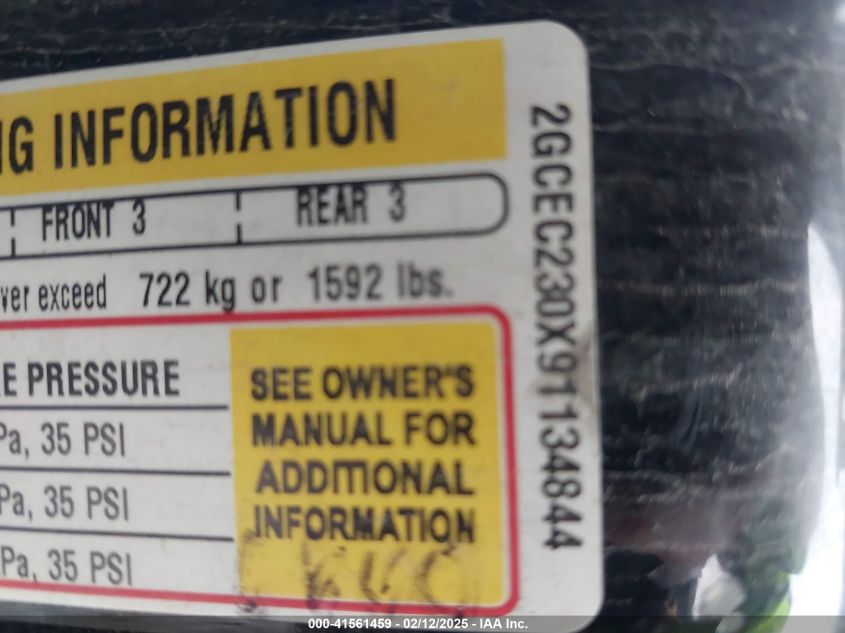 NG INFORMATION
FRONT 3 REAR 3
ver exceed 722 kg or 1592 lbs.
E PRESSURE
Pa, 35 PSI
Pa, 35 PSI
Pa, 35 PSI
SEE OWNER'S
MANUAL FOR
ADDITIONAL
INFORMATION
2GCEC230X91134844
000-41561459 - 02/12/2025 - IAA Inc.